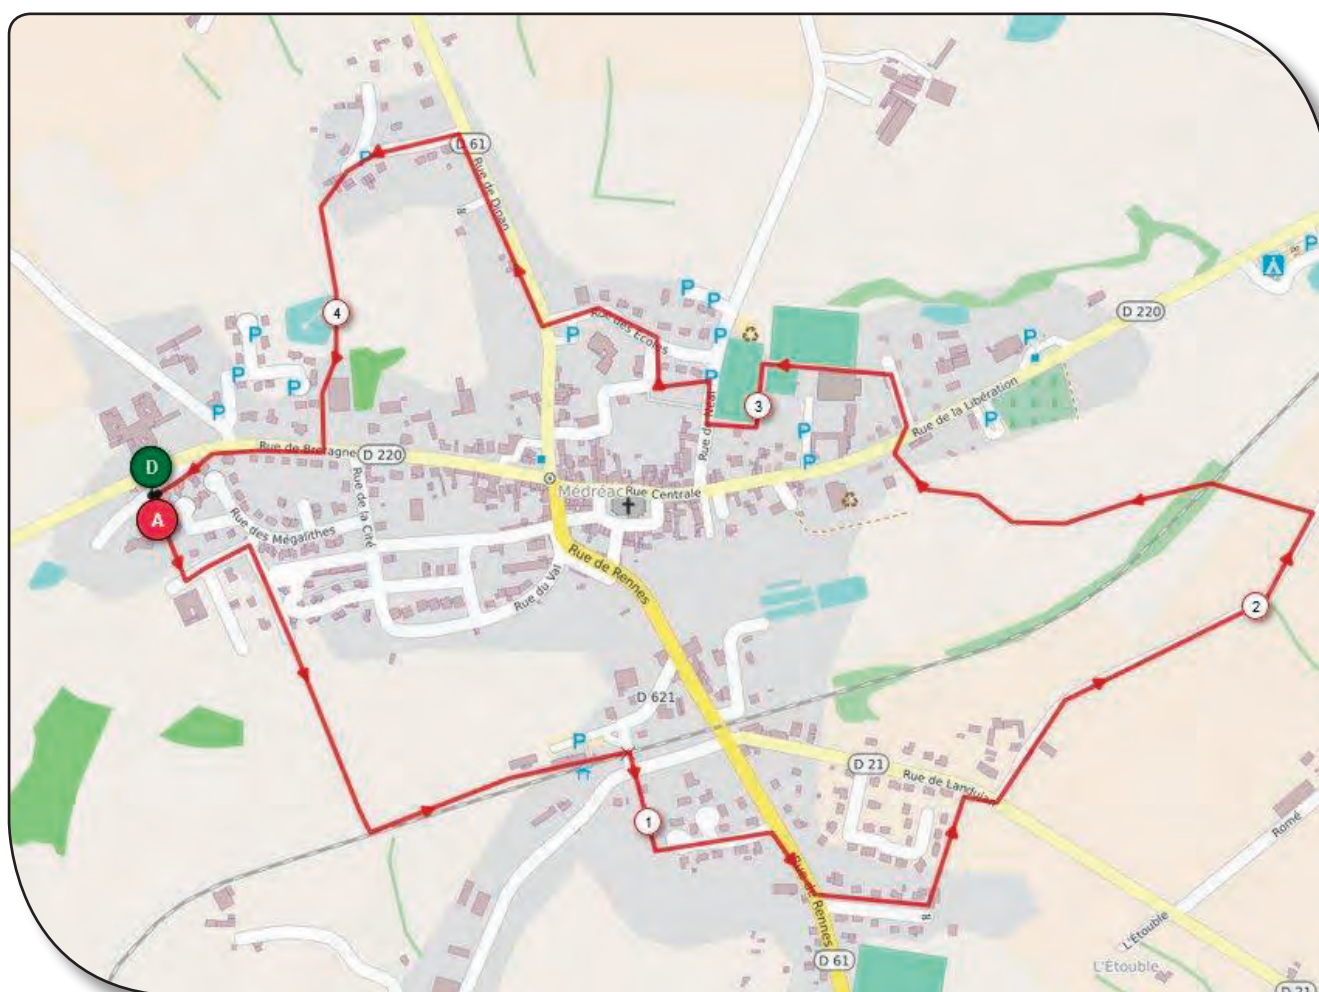 D 61
Rue de Dinan
P
P
P
P
D 220
4
P
Rue des Ecoles
P
P
P
P
P
P
P
3
Rue de la Libération
P
Rue de Bretagne
D 220
P
P
D
A
Rue des Mégalithes
Rue de la Cité
Médréac
Rue Centrale
Rue du Val
Rue de Rennes
2
D 621
P
D 21
Rue de Landujan
1
Romé
Rue de Rennes
L'Étouble
L'Étouble
D 61
D 21